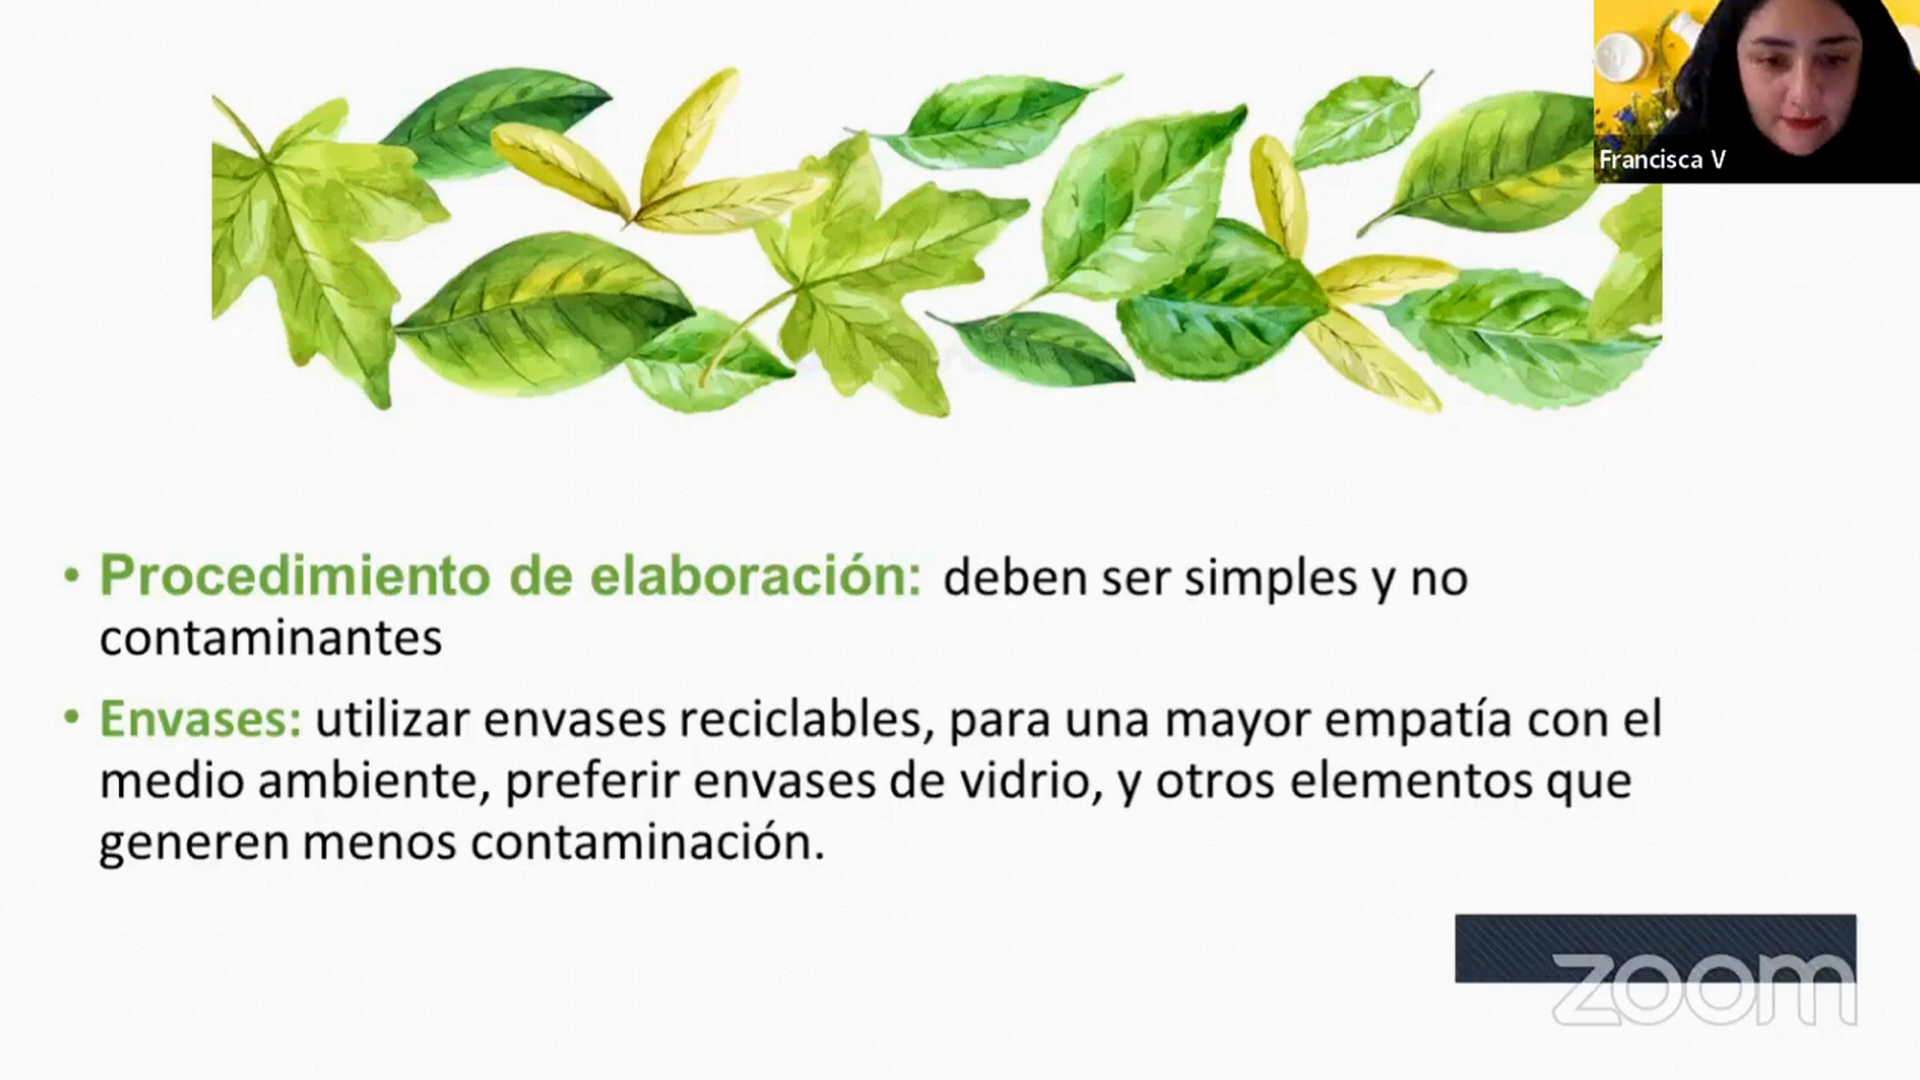 Francisca V
• Procedimiento de elaboración: deben ser simples y no
contaminantes
• Envases: utilizar envases reciclables, para una mayor empatía con el
medio ambiente, preferir envases de vidrio, y otros elementos que
generen menos contaminación.
zoom